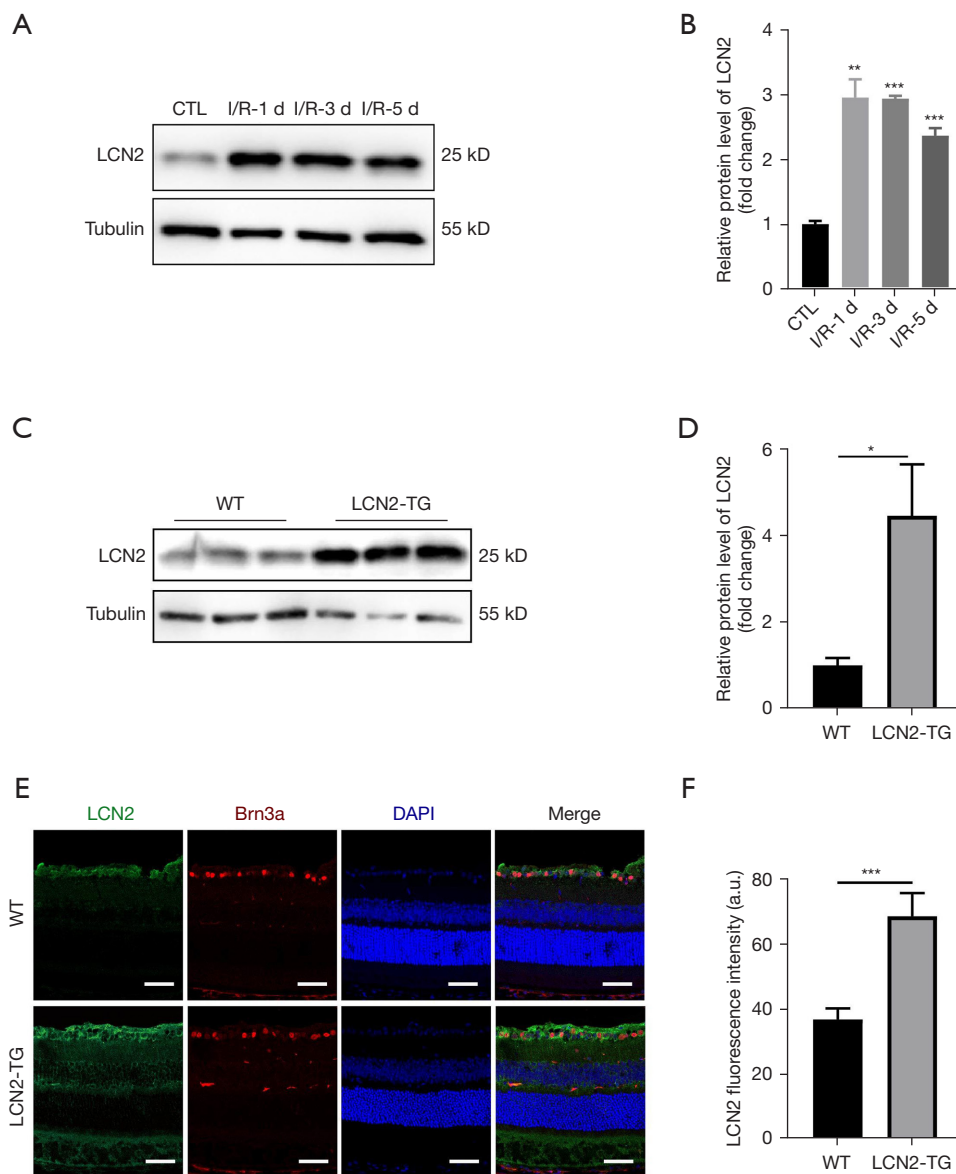 A
CTL I/R-1 d I/R-3 d I/R-5 d
LCN2
25 kD
Tubulin
55 kD
B
Relative protein level of LCN2
(fold change)
4
3
2
1
0
**
***
***
CTL
I/R-1 d
I/R-3 d
I/R-5 d
C
WT LCN2-TG
LCN2
25 kD
Tubulin
55 kD
D
Relative protein level of LCN2
(fold change)
6
4
2
0
*
WT LCN2-TG
E
LCN2 Brn3a DAPI Merge
WT
LCN2-TG
F
LCN2 fluorescence intensity (a.u.)
80
60
40
20
0
***
WT LCN2-TG